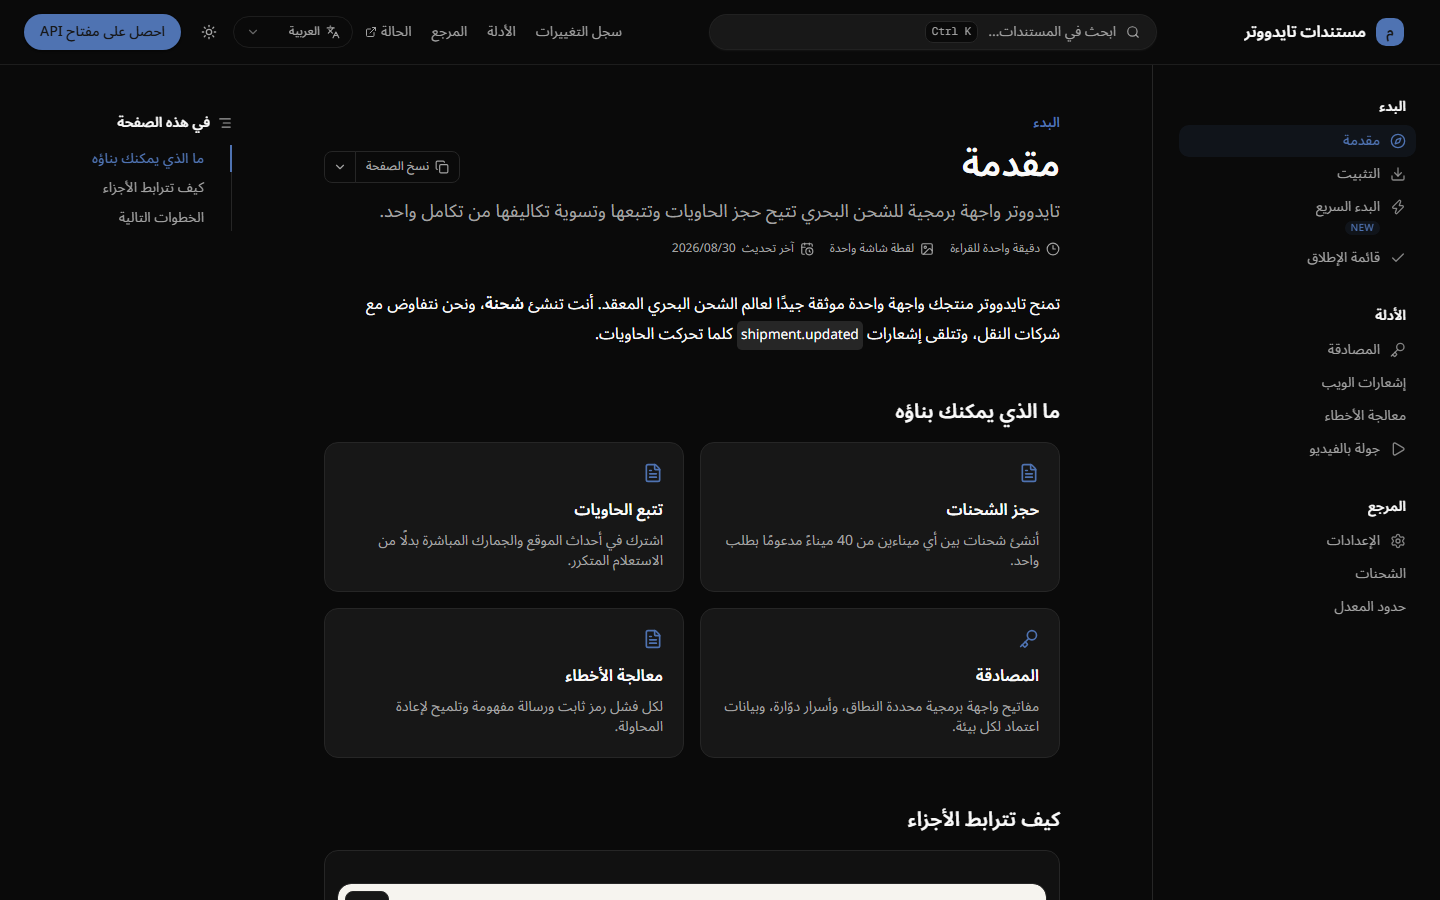 م
مستندات تايدووتر
ابحث في المستندات...
Ctrl K
سجل التغييرات
الأدلة
المرجع
الحالة
العربية
احصل على مفتاح API
البدء
مقدمة
التثبيت
البدء السريع
NEW
قائمة الإطلاق
الأدلة
المصادقة
إشعارات الويب
معالجة الأخطاء
جولة بالفيديو
المرجع
الإعدادات
الشحنات
حدود المعدل
البدء
مقدمة
نسخ الصفحة
تايدووتر واجهة برمجية للشحن البحري تتيح حجز الحاويات وتتبعها وتسوية تكاليفها من تكامل واحد.
دقيقة واحدة للقراءة
لقطة شاشة واحدة
آخر تحديث 2026/08/30
تمنح تايدووتر منتجك واجهة واحدة موثقة جيدًا لعالم الشحن البحري المعقد. أنت تنشئ شحنة، ونحن نتفاوض مع
شركات النقل، وتتلقى إشعارات shipment.updated كلما تحركت الحاويات.
ما الذي يمكنك بناؤه
حجز الشحنات
أنشئ شحنات بين أي ميناءين من 40 ميناءً مدعومًا بطلب
واحد.
تتبع الحاويات
اشترك في أحداث الموقع والجمارك المباشرة بدلًا من
الاستعلام المتكرر.
المصادقة
مفاتيح واجهة برمجية محددة النطاق، وأسرار دوّارة، وبيانات
اعتماد لكل بيئة.
معالجة الأخطاء
لكل فشل رمز ثابت ورسالة مفهومة وتلميح لإعادة
المحاولة.
كيف تترابط الأجزاء
في هذه الصفحة
ما الذي يمكنك بناؤه
كيف تترابط الأجزاء
الخطوات التالية